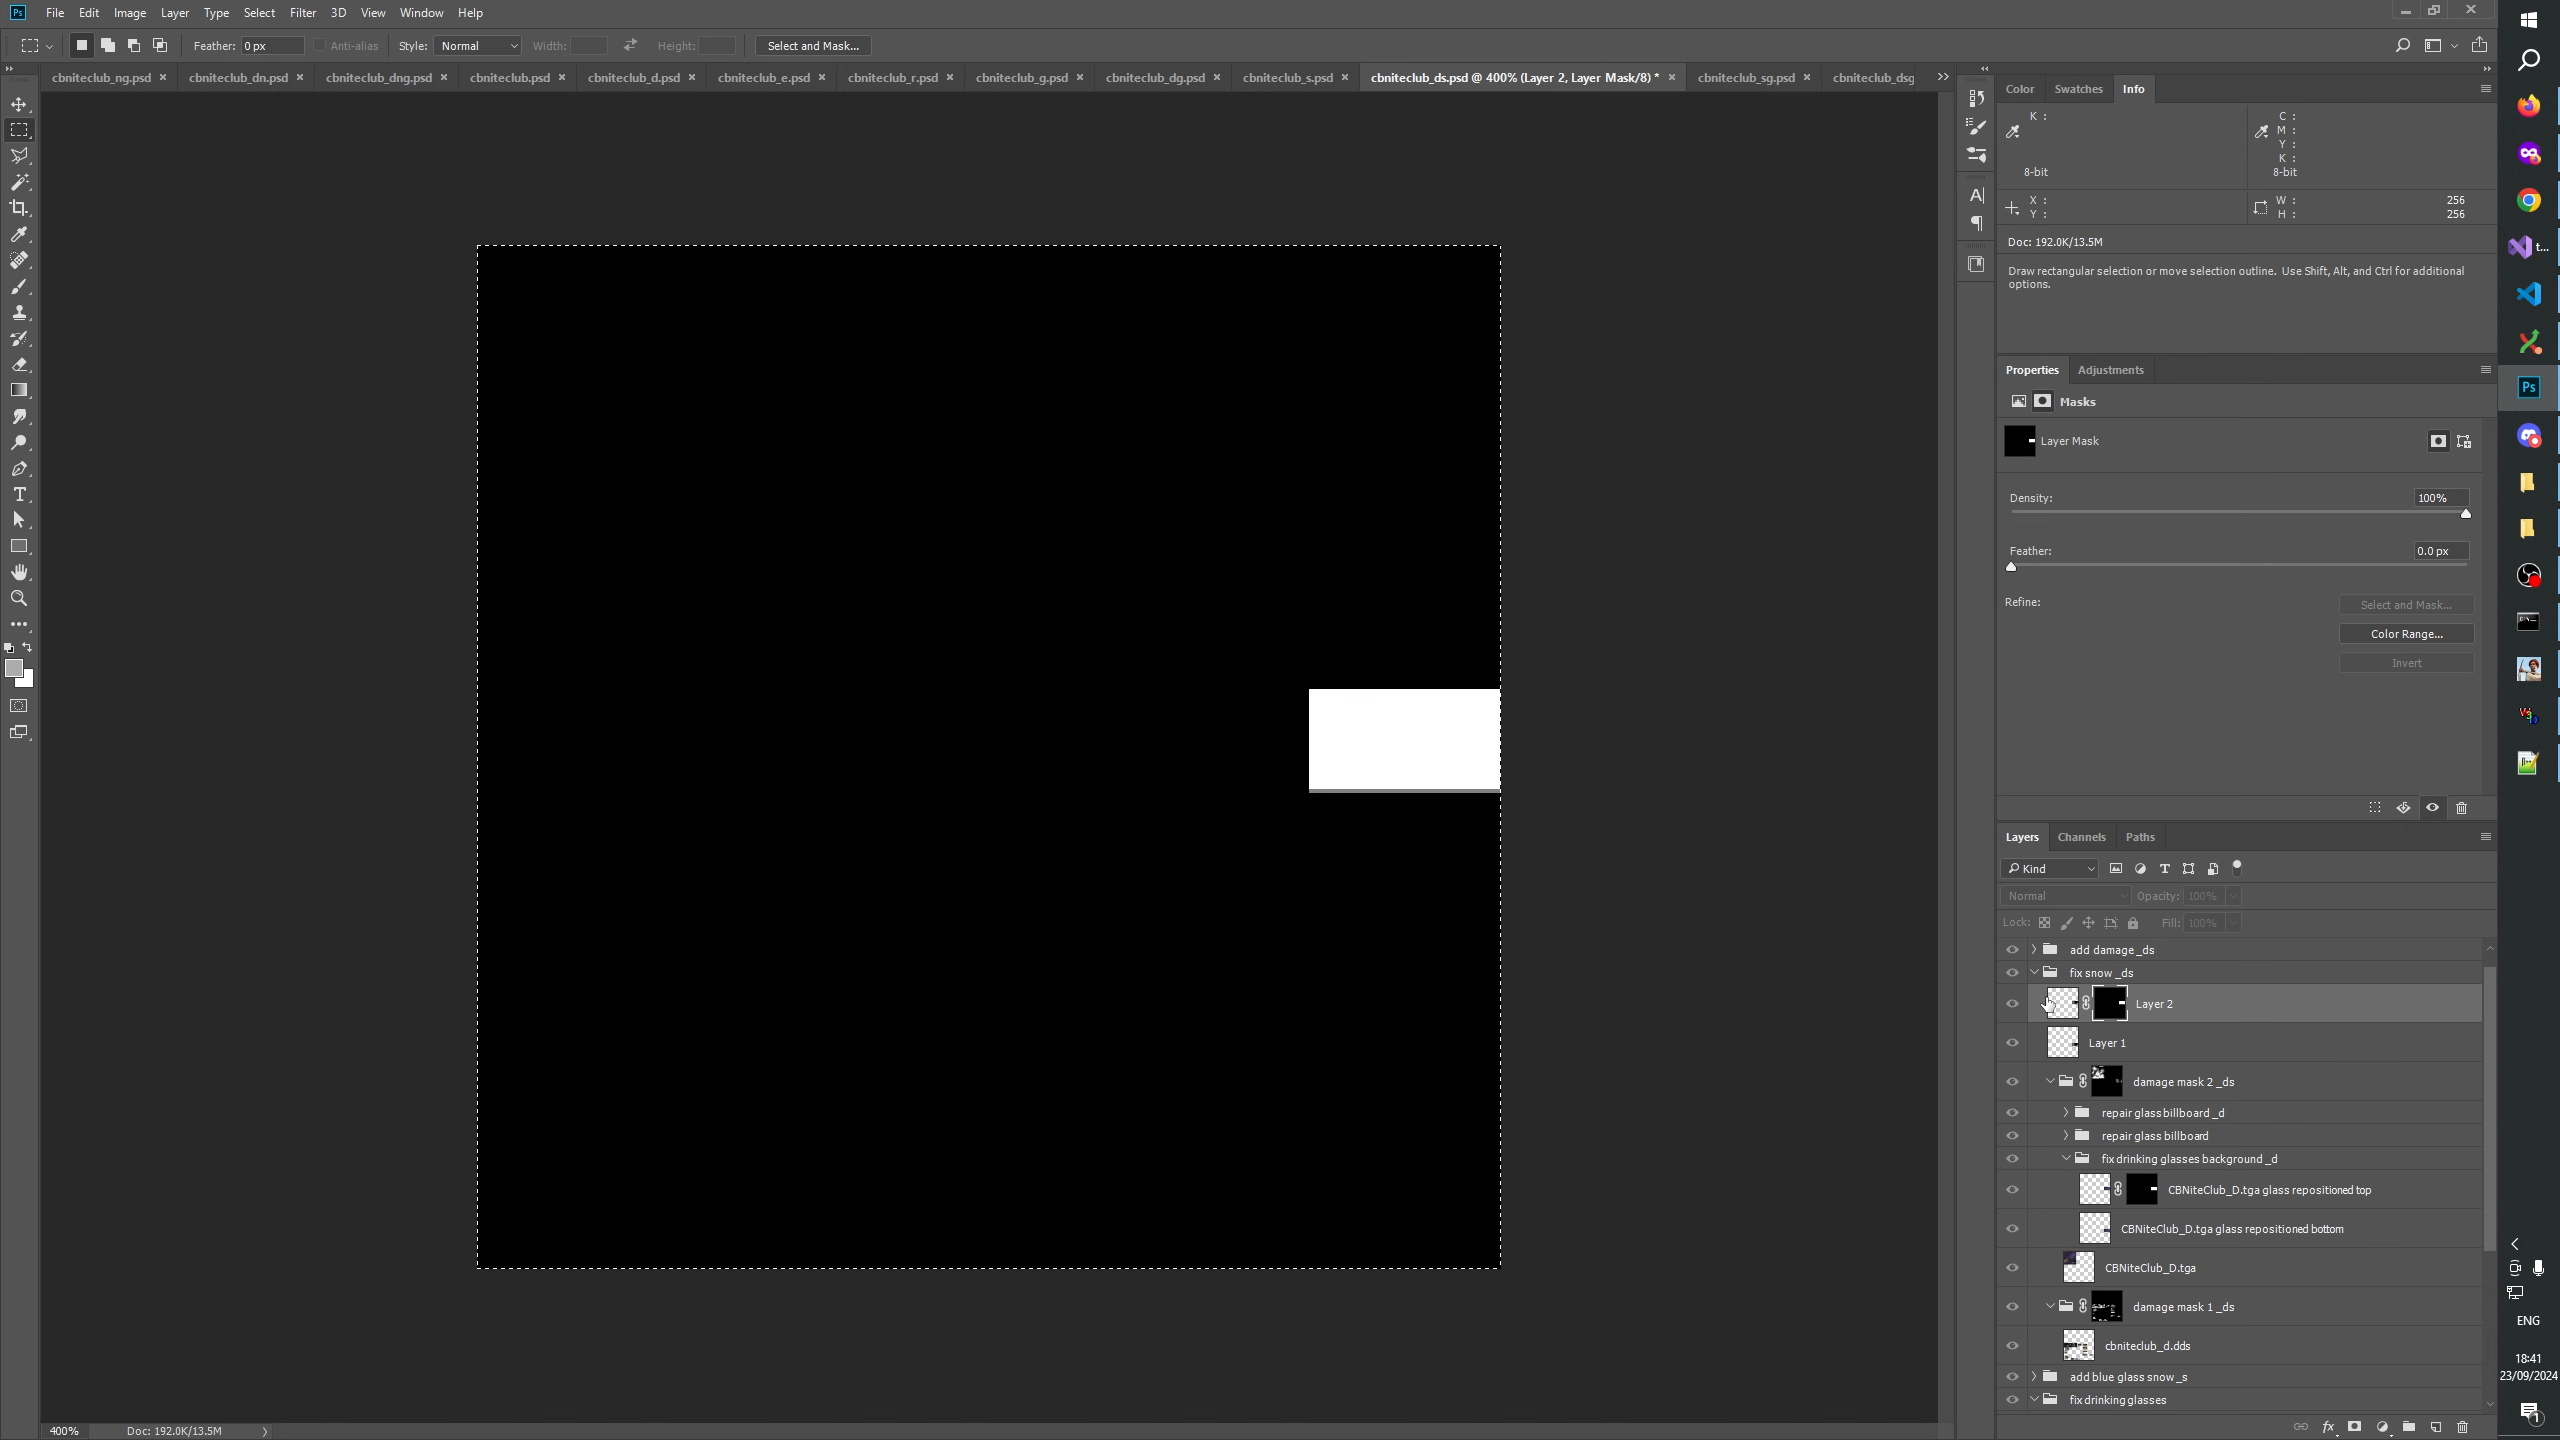 Ps File Edit Image Layer Type Select Filter 3D View Window Help
Feather: 0 px Anti-alias Style: Normal Width: Height: Select and Mask...
cbniteclub_ng.psd × cbniteclub_dn.psd × cbniteclub_dng.psd × cbniteclub.psd × cbniteclub_d.psd × cbniteclub_e.psd × cbniteclub_r.psd × cbniteclub_g.psd × cbniteclub_dg.psd × cbniteclub_s.psd × cbniteclub_ds.psd @ 400% (Layer 2, Layer Mask/8) * × cbniteclub_sg.psd × cbniteclub_dsg
Color Swatches Info
K :
8-bit
C :
M :
Y :
K :
8-bit
X :
Y :
W : 256
H : 256
Doc: 192.0K/13.5M
Draw rectangular selection or move selection outline. Use Shift, Alt, and Ctrl for additional
options.
Properties Adjustments
Masks
Layer Mask
Density: 100%
Feather: 0.0 px
Refine: Select and Mask...
Color Range...
Invert
Layers Channels Paths
Kind
Normal Opacity: 100%
Lock: Fill: 100%
add damage _ds
fix snow _ds
Layer 2
Layer 1
damage mask 2 _ds
repair glass billboard _d
repair glass billboard
fix drinking glasses background _d
CBNiteClub_D.tga glass repositioned top
CBNiteClub_D.tga glass repositioned bottom
CBNiteClub_D.tga
damage mask 1 _ds
cbniteclub_d.dds
add blue glass snow _s
fix drinking glasses
400% Doc: 192.0K/13.5M
t...
Ps
ENG
18:41
23/09/2024
1